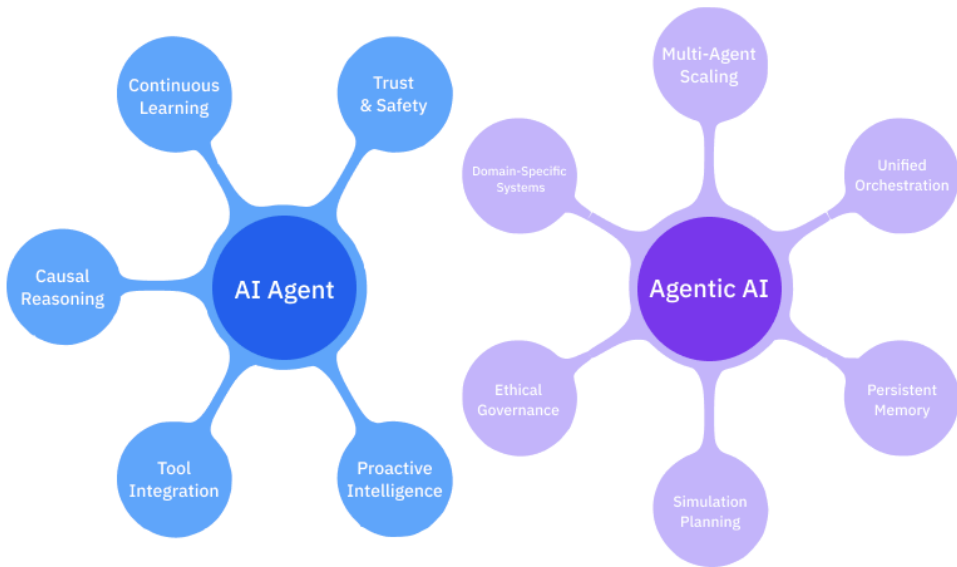 Continuous
Learning
Trust
& Safety
Causal
Reasoning
AI Agent
Tool
Integration
Proactive
Intelligence
Multi-Agent
Scaling
Domain-Specific
Systems
Unified
Orchestration
Agentic AI
Ethical
Governance
Persistent
Memory
Simulation
Planning